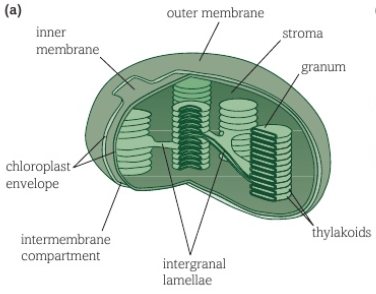 (a)
outer membrane
inner
membrane
stroma
granum
chloroplast
envelope
intermembrane
compartment
intergranal
lamellae
thylakoids